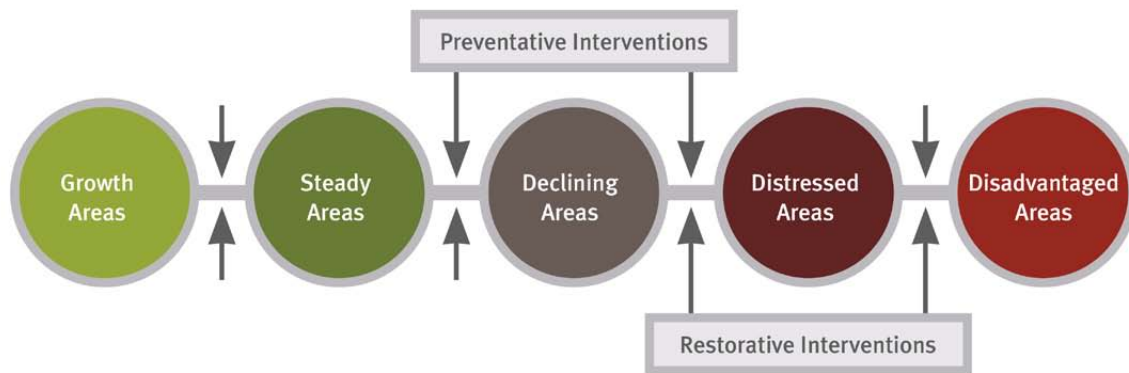 Preventative Interventions
Growth
Areas
Steady
Areas
Declining
Areas
Distressed
Areas
Disadvantaged
Areas
Restorative Interventions